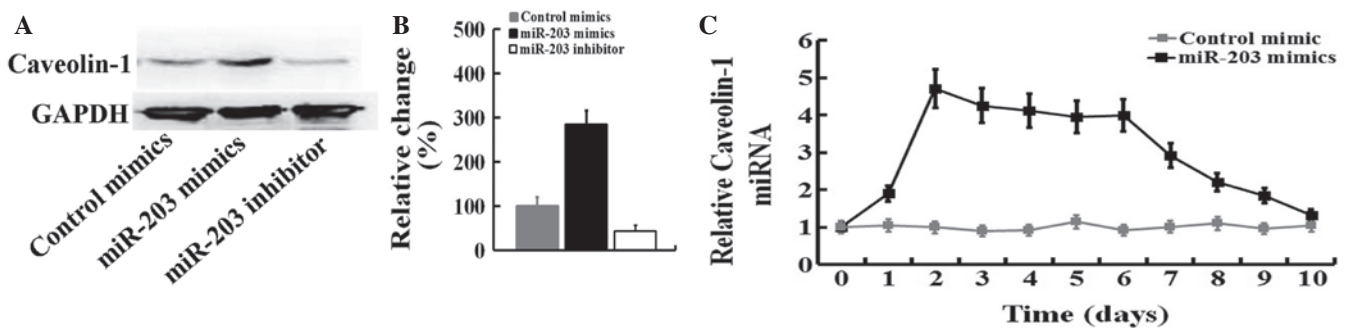 A
Caveolin-1
GAPDH
Control mimics
miR-203 mimics
miR-203 inhibitor
B
Control mimics
miR-203 mimics
miR-203 inhibitor
Relative change
(%)
500
400
300
200
100
0
C
Control mimic
miR-203 mimics
Relative Caveolin-1
miRNA
6
5
4
3
2
1
0
0 1 2 3 4 5 6 7 8 9 10
Time (days)